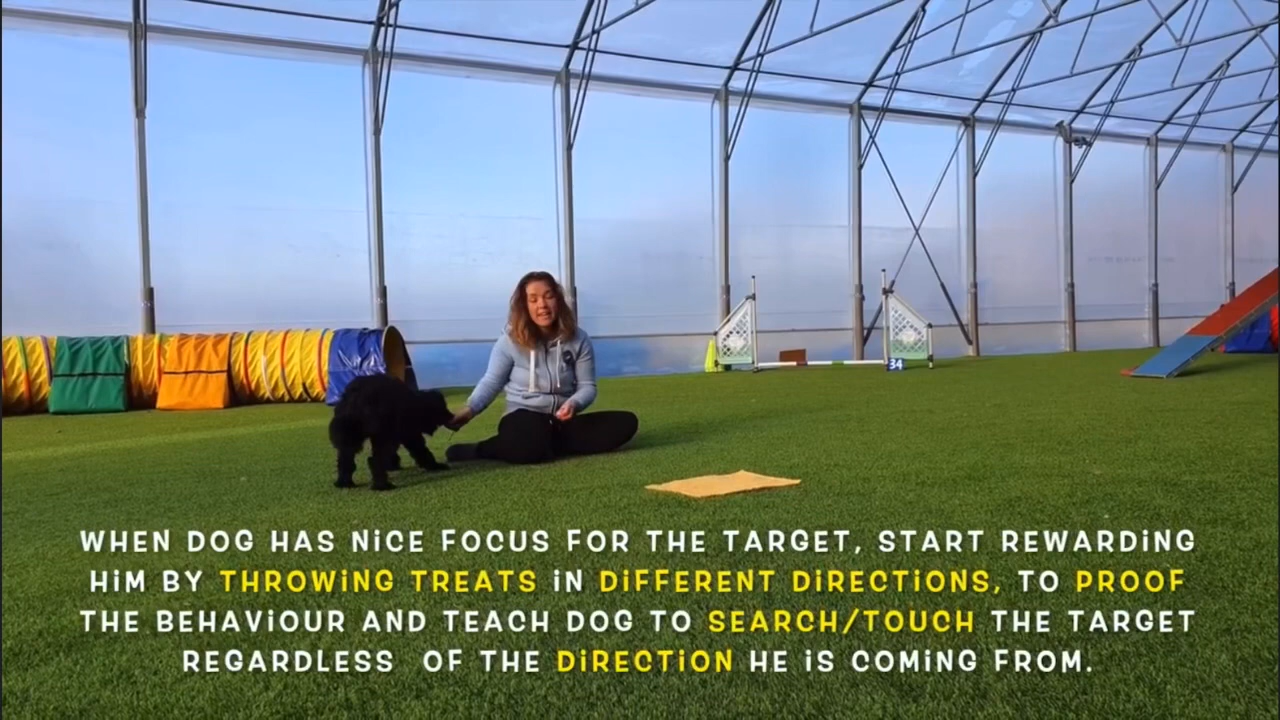 34
WHEN DOG HAS NiCE FOCUS FOR THE TARGET, START REWARDiNG
HiM BY THROWiNG TREATS iN DiFFERENT DiRECTiONS, TO PROOF
THE BEHAViOUR AND TEACH DOG TO SEARCH/TOUCH THE TARGET
REGARDLESS OF THE DiRECTiON HE iS COMiNG FROM.